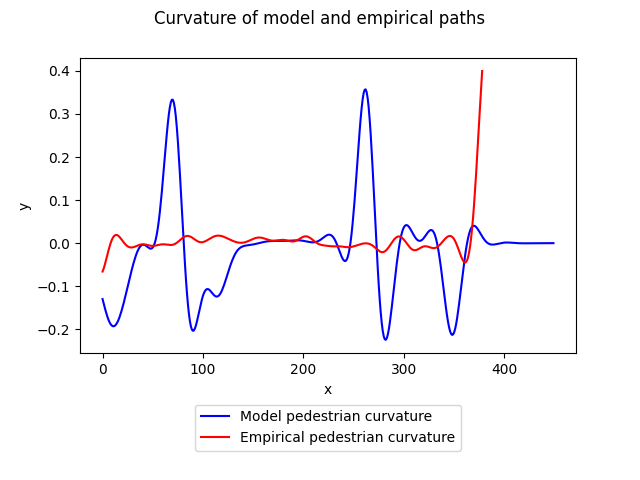 Curvature of model and empirical paths
0.4
0.3
0.2
0.1
0.0
−0.1
−0.2
y
0 100 200 300 400
x
Model pedestrian curvature
Empirical pedestrian curvature